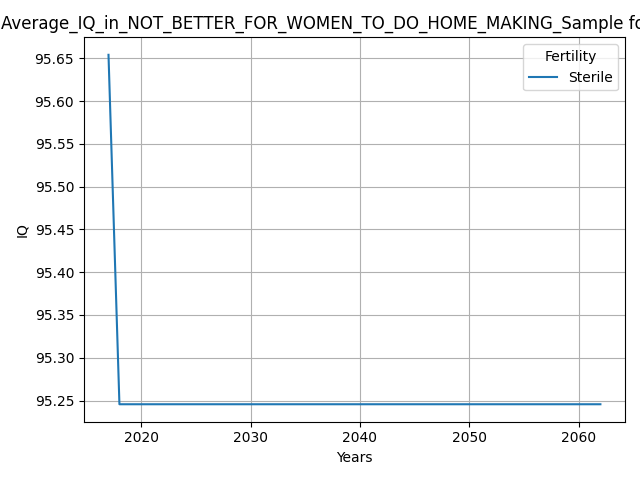 Average_IQ_in_NOT_BETTER_FOR_WOMEN_TO_DO_HOME_MAKING_Sample fo
Fertility
Sterile
95.65
95.60
95.55
95.50
95.45
95.40
95.35
95.30
95.25
IQ
2020 2030 2040 2050 2060
Years